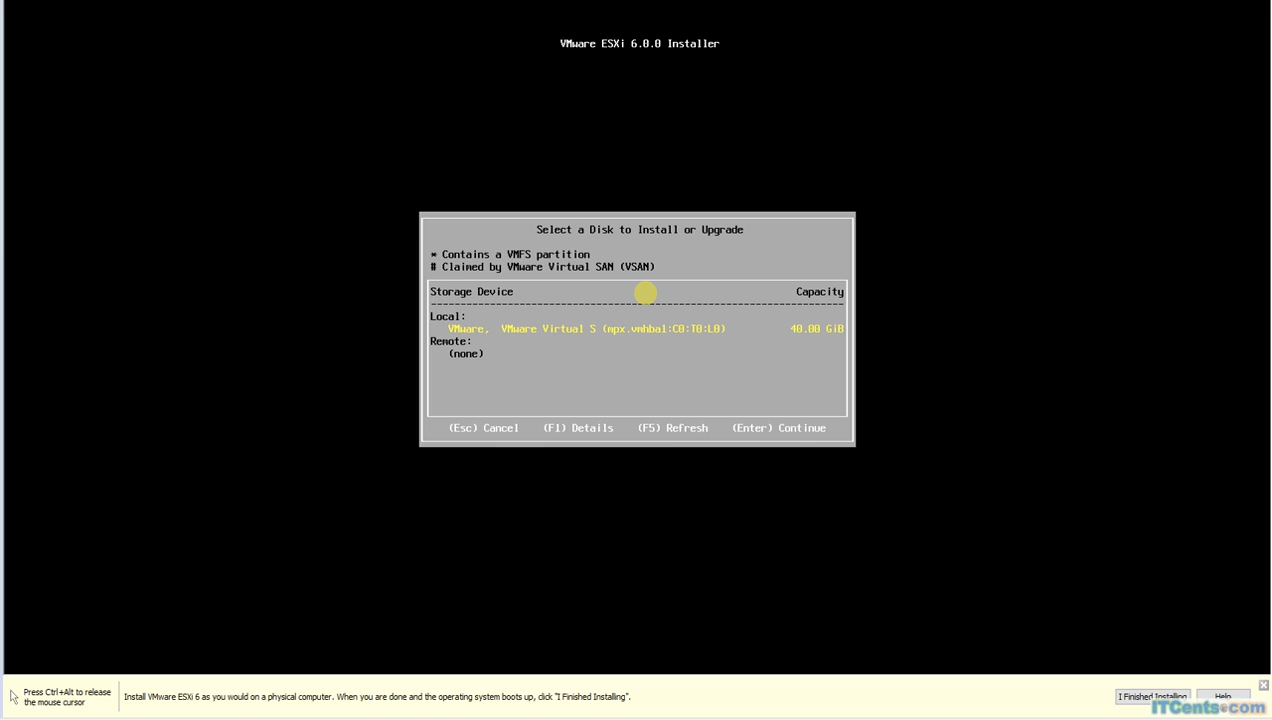 VMware ESXi 6.0.0 Installer
Select a Disk to Install or Upgrade
* Contains a VMFS partition
# Claimed by VMware Virtual SAN (VSAN)
Storage Device Capacity
Local:
VMware, VMware Virtual S (mpx.vmhba1:C0:T0:L0) 40.00 GiB
Remote:
(none)
(Esc) Cancel (F1) Details (F5) Refresh (Enter) Continue
Press Ctrl+Alt to release
the mouse cursor
Install VMware ESXi 6 as you would on a physical computer. When you are done and the operating system boots up, click "I Finished Installing".
I Finished Installing Help
ITCents.com